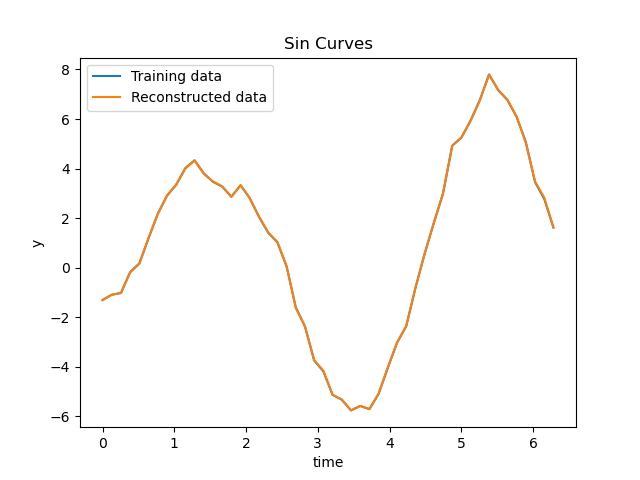 Sin Curves
Training data
Reconstructed data
8
6
4
2
0
−2
−4
−6
y
0 1 2 3 4 5 6
time